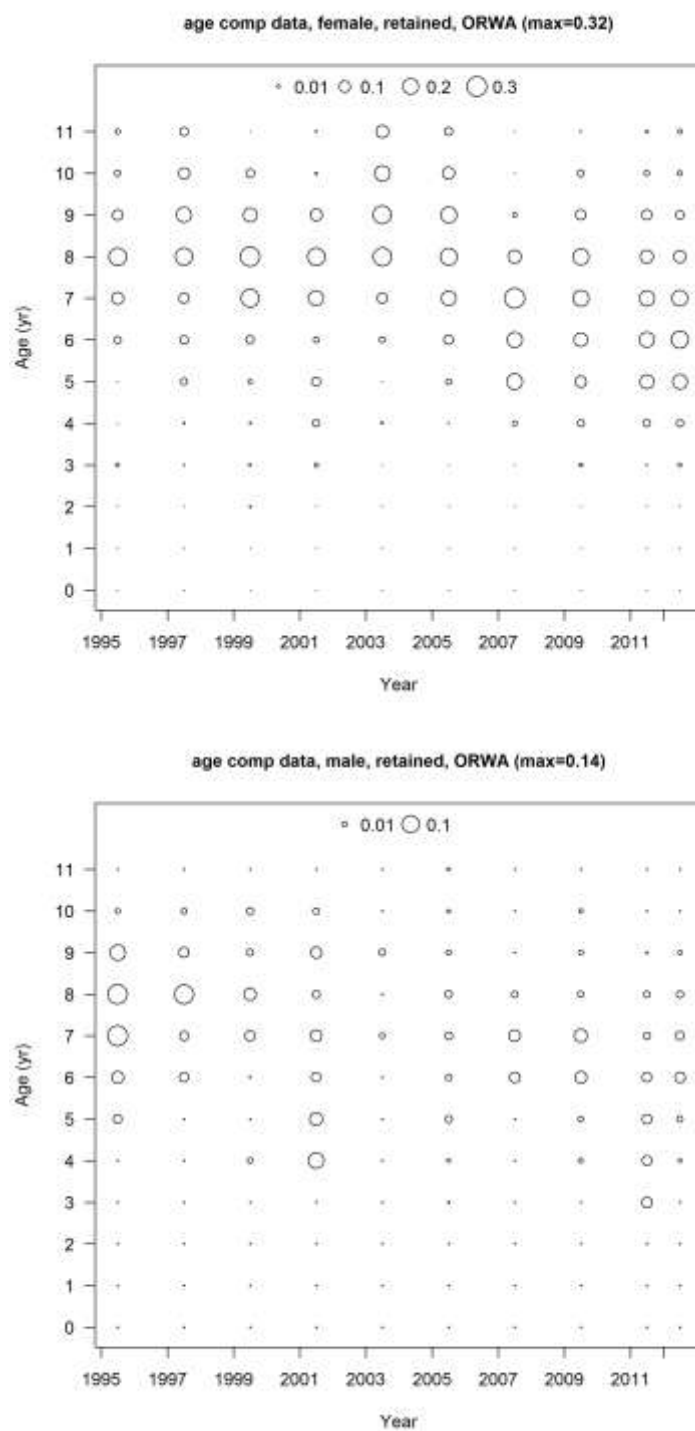 age comp data, female, retained, ORWA (max=0.32)
0.01 0.1 0.2 0.3
11
10
9
8
7
6
5
4
3
2
1
0
Age (yr)
1995 1997 1999 2001 2003 2005 2007 2009 2011
Year
age comp data, male, retained, ORWA (max=0.14)
0.01 0.1
11
10
9
8
7
6
5
4
3
2
1
0
Age (yr)
1995 1997 1999 2001 2003 2005 2007 2009 2011
Year